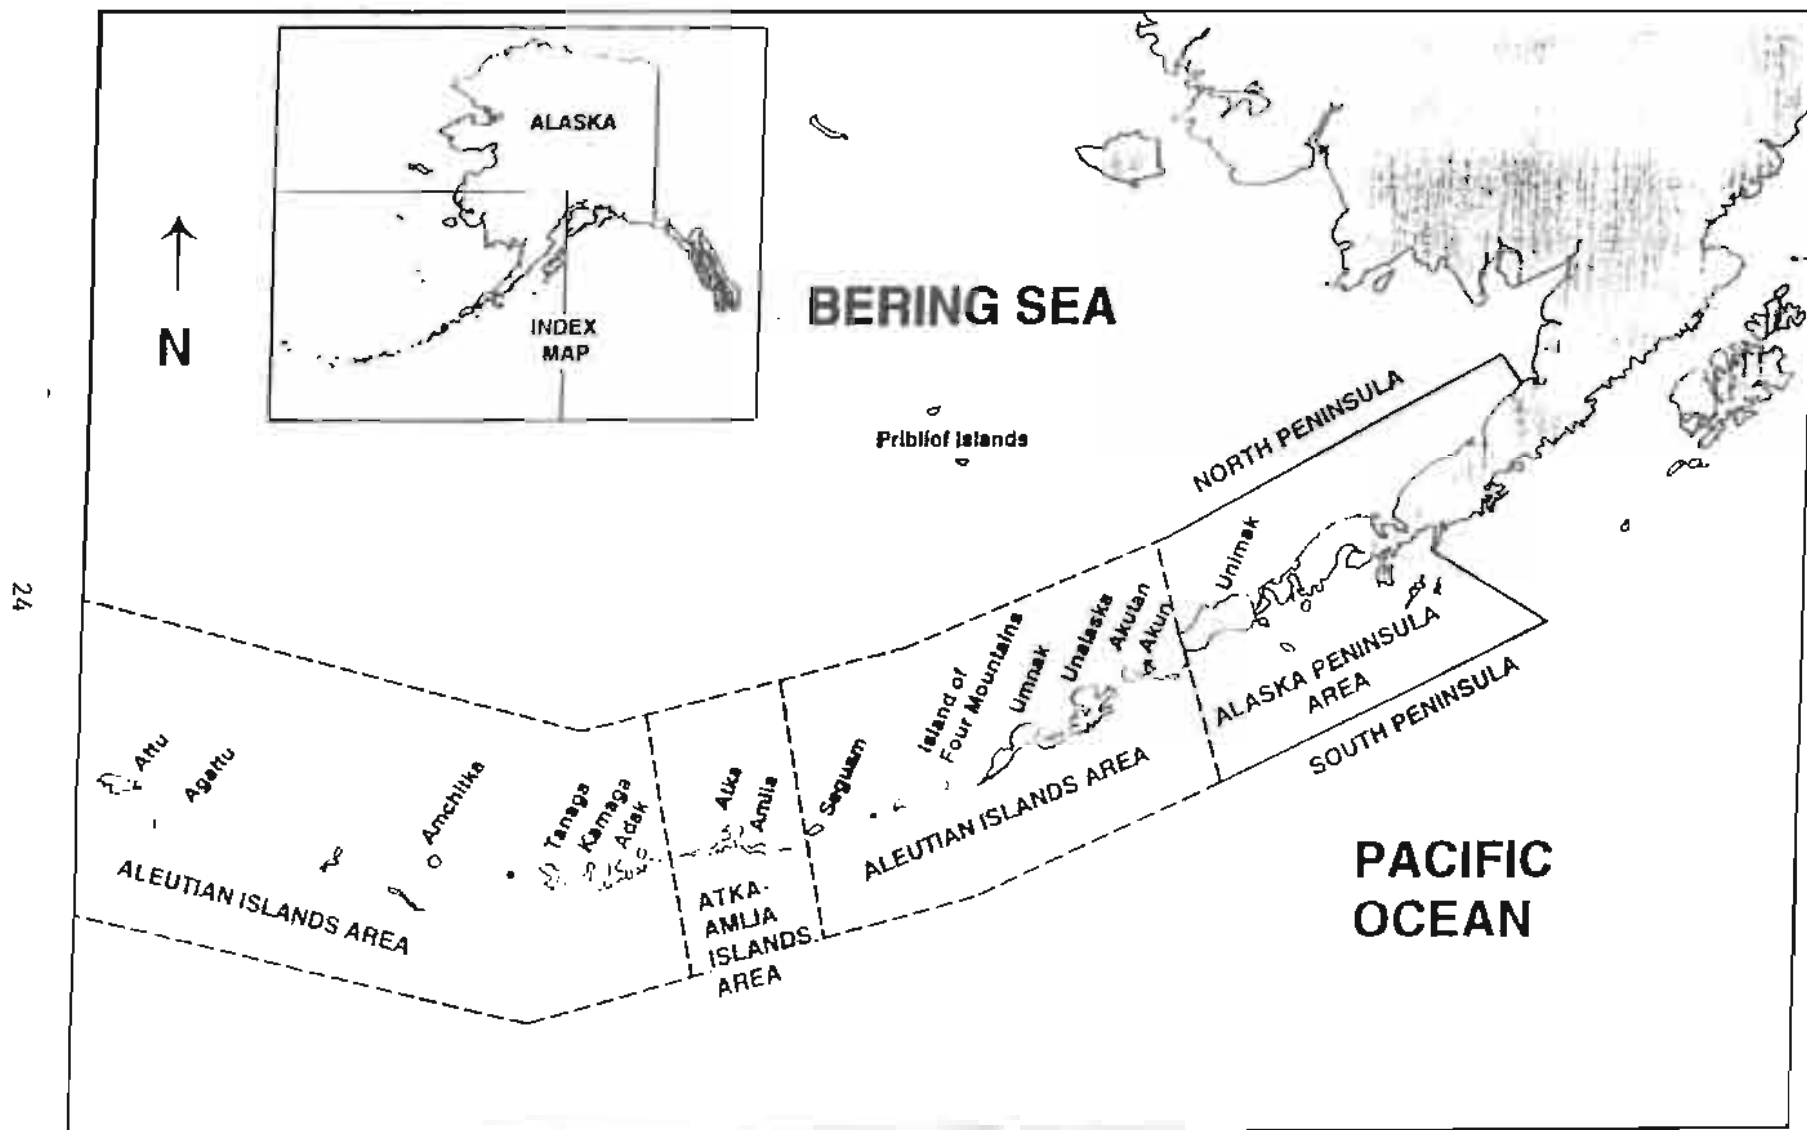 ALASKA
INDEX
MAP
N
BERING SEA
Pribilof Islands
NORTH PENINSULA
Unimak
Akun
Akutan
Unalaska
Umnak
Island of
Four Mountains
Seguam
Amlia
Atka
Adak
Kamaga
Tanaga
Amchitka
Agattu
Attu
ALEUTIAN ISLANDS AREA
ATKA-
AMLIA
ISLANDS
AREA
ALEUTIAN ISLANDS AREA
ALASKA PENINSULA
AREA
SOUTH PENINSULA
PACIFIC
OCEAN
24